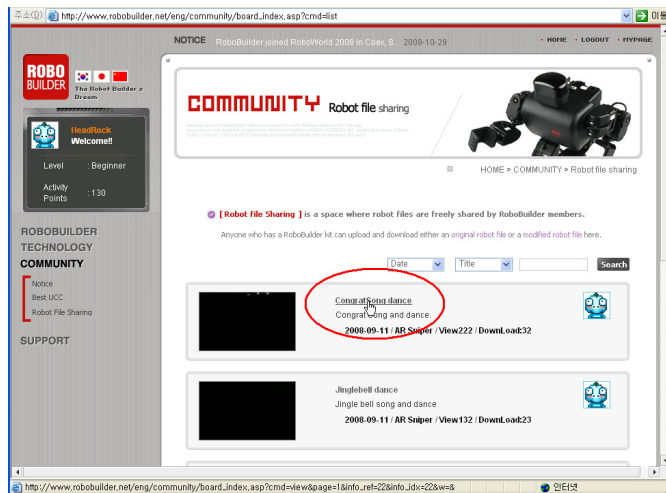 주소(D) http://www.robobuilder.net/eng/community/board_index.asp?cmd=list 이동
NOTICE RoboBuilder joined RoboWorld 2008 in Coex, S.. 2008-10-29
· HOME · LOGOUT · MYPAGE
ROBO
BUILDER
The Robot Builder's
Dream
HeadRock
Welcome!!
Level : Beginner
Activity
Points : 130
ROBOBUILDER
TECHNOLOGY
COMMUNITY
Notice
Best UCC
Robot File Sharing
SUPPORT
COMMUNITY Robot file sharing
HOME > COMMUNITY > Robot file sharing
[ Robot file Sharing ] is a space where robot files are freely shared by RoboBuilder members.
Anyone who has a RoboBuilder kit can upload and download either an original robot file or a modified robot file here.
Date Title Search
CongratSong dance
Congrat song and dance.
2008-09-11 / AR Sniper / View222 / DownLoad:32
Jinglebell dance
Jingle bell song and dance
2008-09-11 / AR Sniper / View132 / DownLoad:23
http://www.robobuilder.net/eng/community/board_index.asp?cmd=view&page=1&info_ref=22&info_idx=22&w=& 인터넷